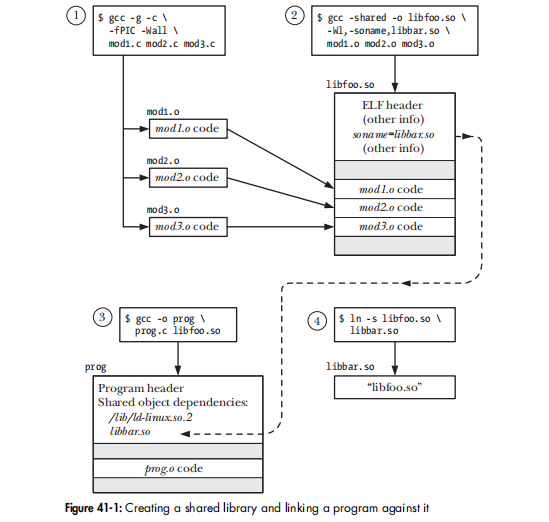 1
$ gcc -g -c \
-fPIC -Wall \
mod1.c mod2.c mod3.c
2
$ gcc -shared -o libfoo.so \
-Wl,-soname,libbar.so \
mod1.o mod2.o mod3.o
libfoo.so
ELF header
(other info)
soname=libbar.so
(other info)
mod1.o code
mod2.o code
mod3.o code
mod1.o
mod1.o code
mod2.o
mod2.o code
mod3.o
mod3.o code
3
$ gcc -o prog \
prog.c libfoo.so
4
$ ln -s libfoo.so \
libbar.so
prog
Program header
Shared object dependencies:
/lib/ld-linux.so.2
libbar.so
prog.o code
libbar.so
“libfoo.so”
Figure 41-1: Creating a shared library and linking a program against it